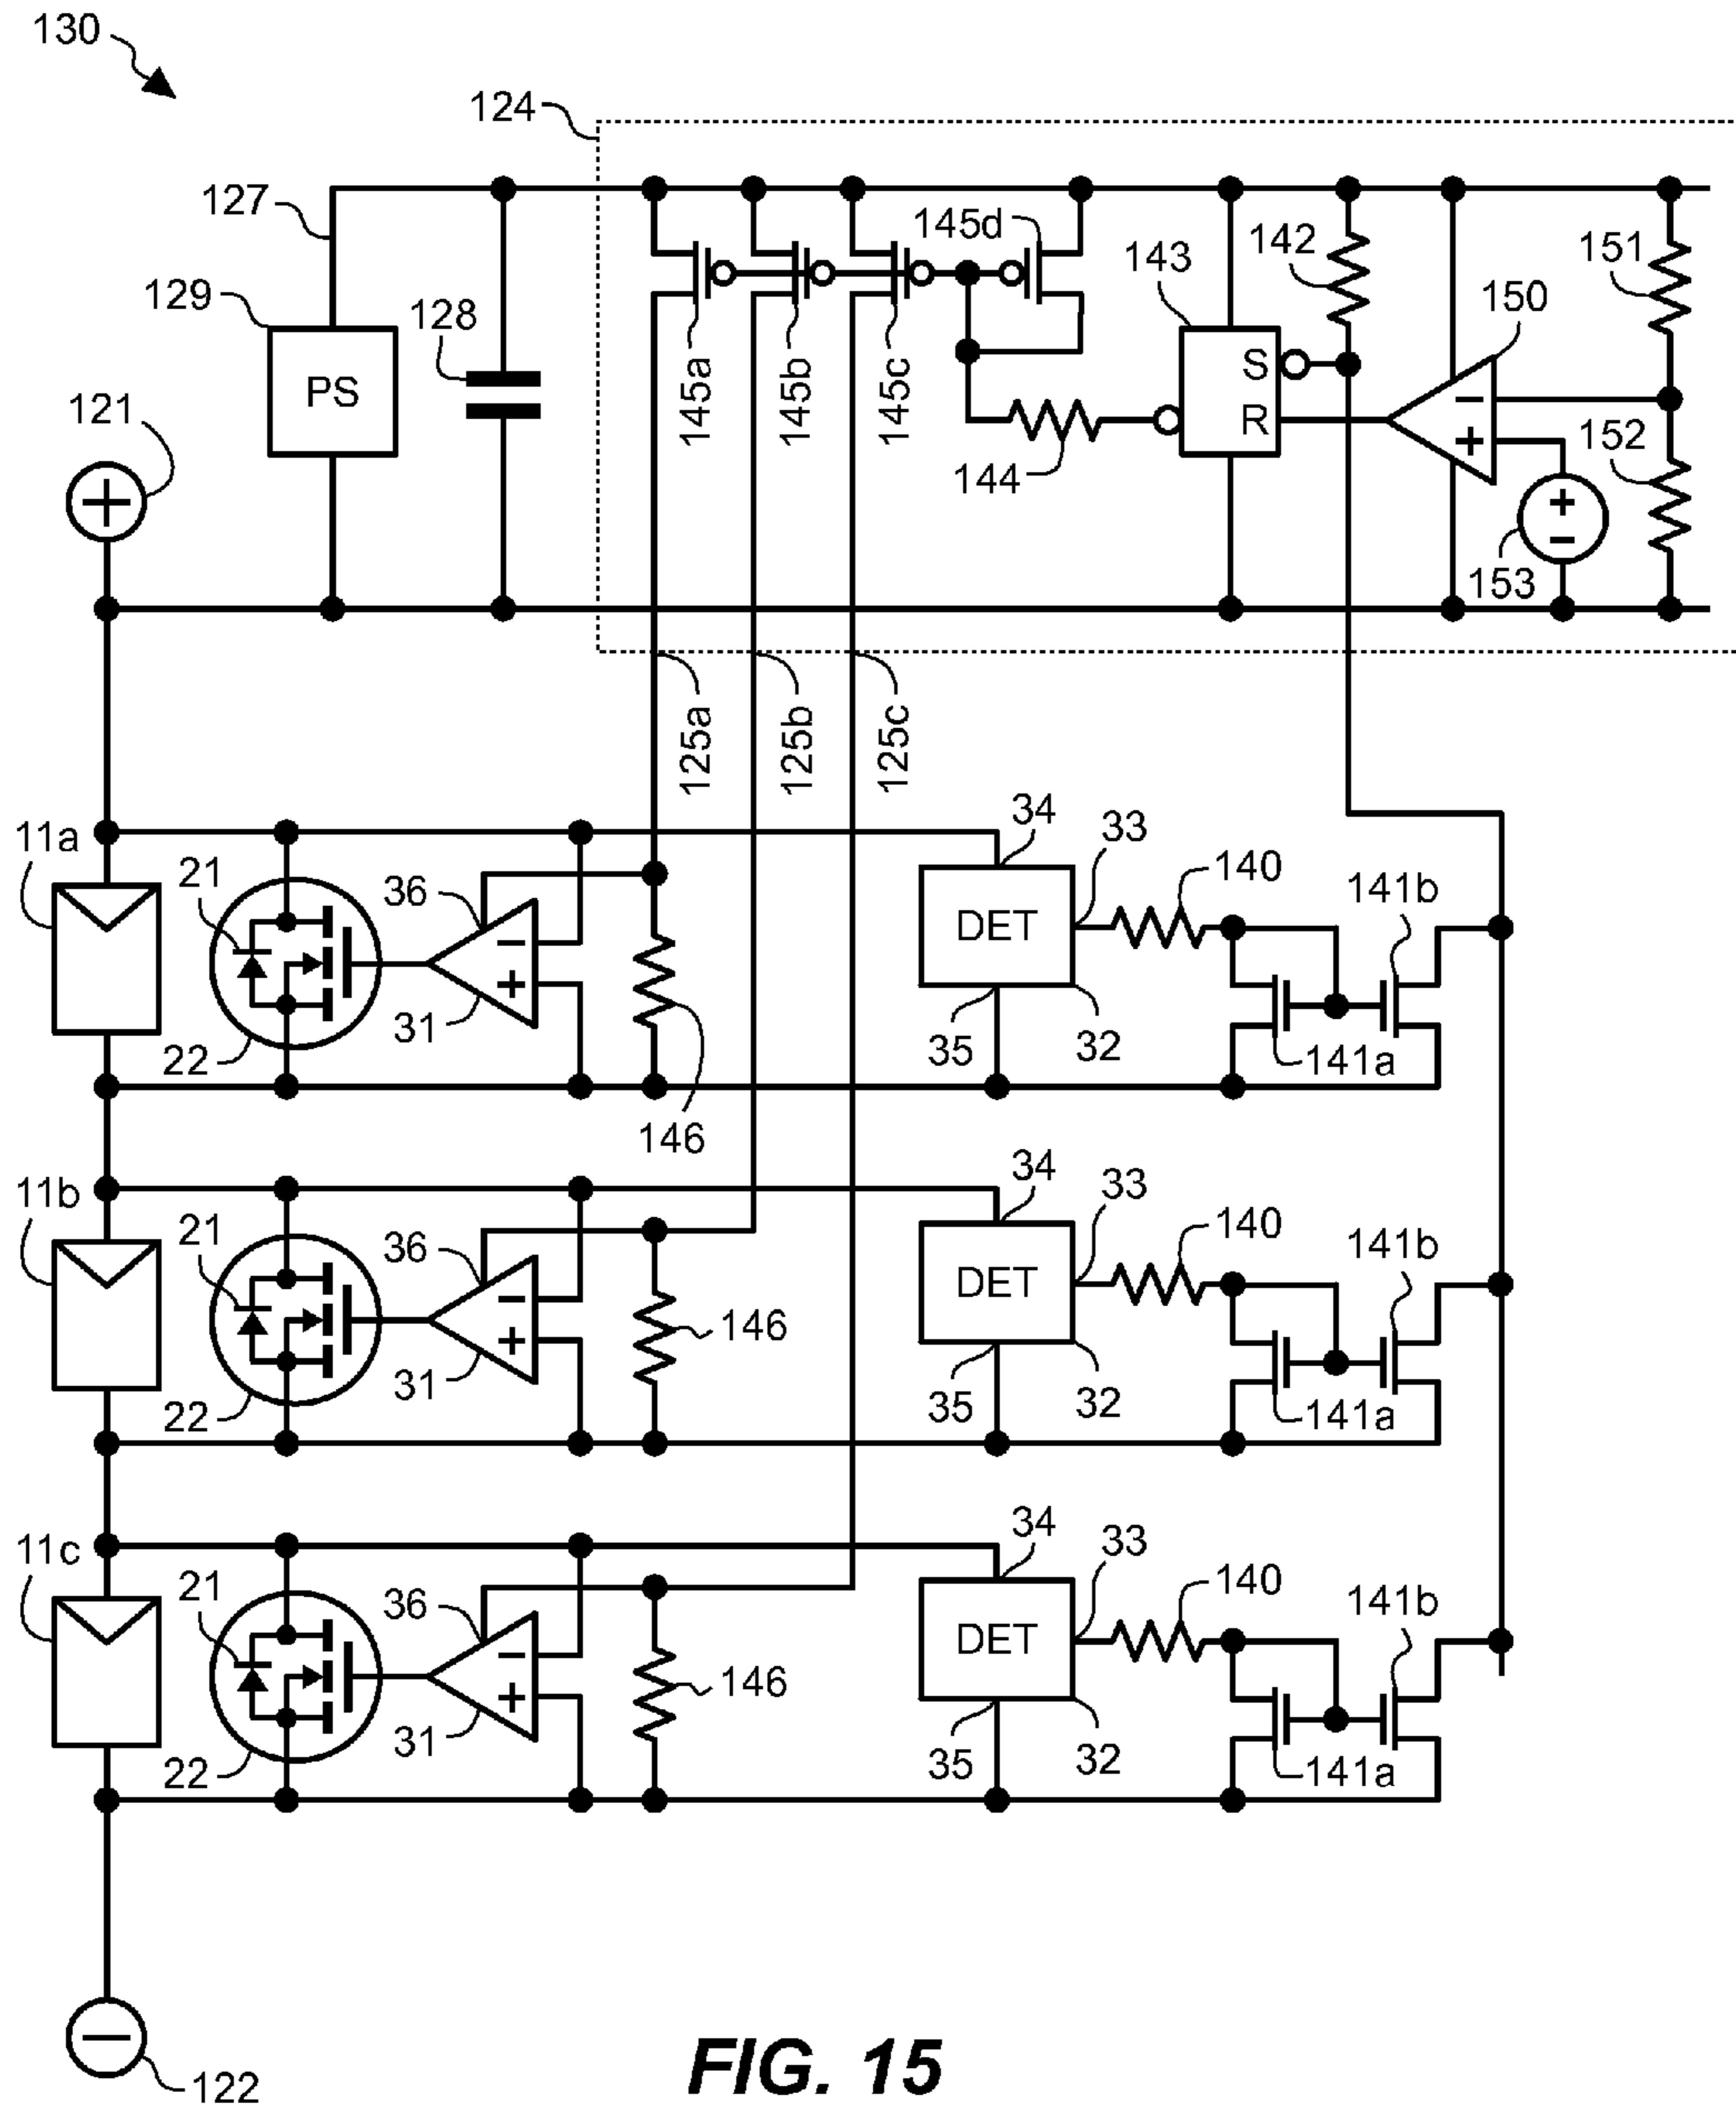 130
124
127
145d
142
151
143
129
128
150
PS
S
−
121
145a
145b
145c
R
+
152
+
144
+
−
153
125a
125b
125c
34
33
11a
21
36
140
141b
−
DET
+
31
35
32
22
141a
146
34
33
11b
21
36
140
141b
−
DET
+
146
31
35
32
22
141a
34
33
11c
21
36
140
141b
−
DET
+
146
31
35
32
22
141a
−
122
FIG. 15